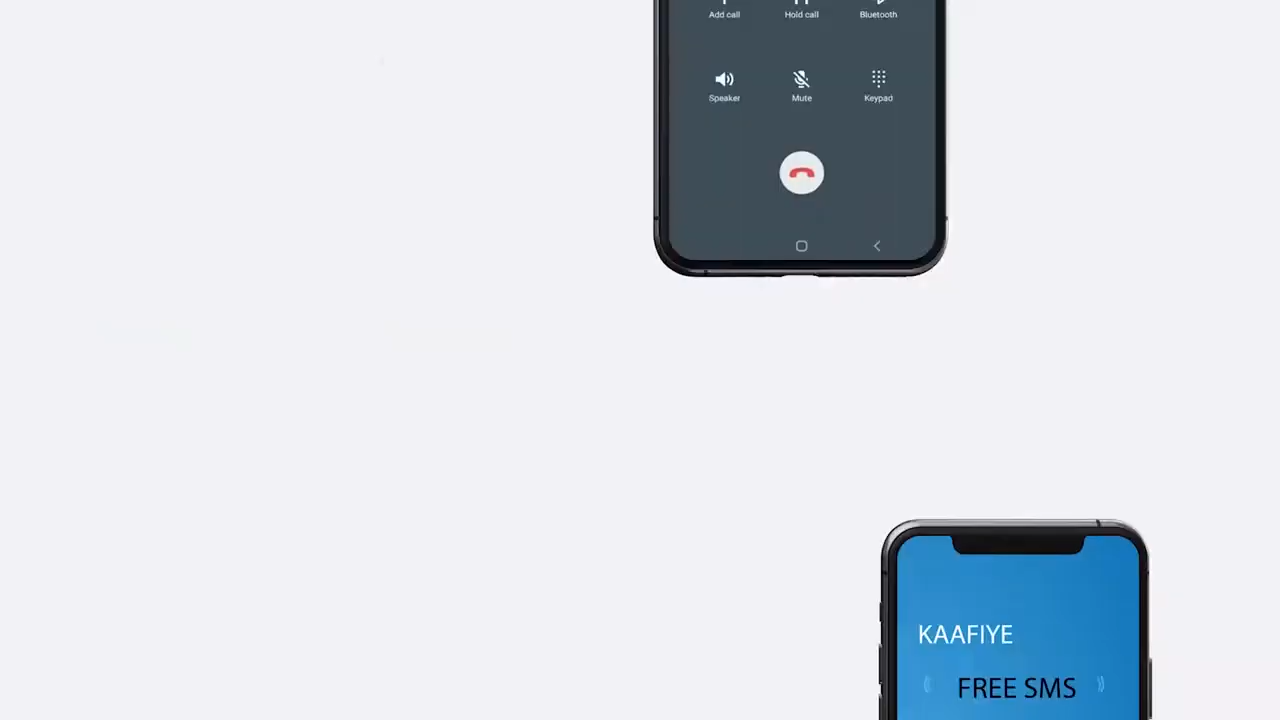 Add call Hold call Bluetooth
Speaker Mute Keypad
KAAFIYE
FREE SMS